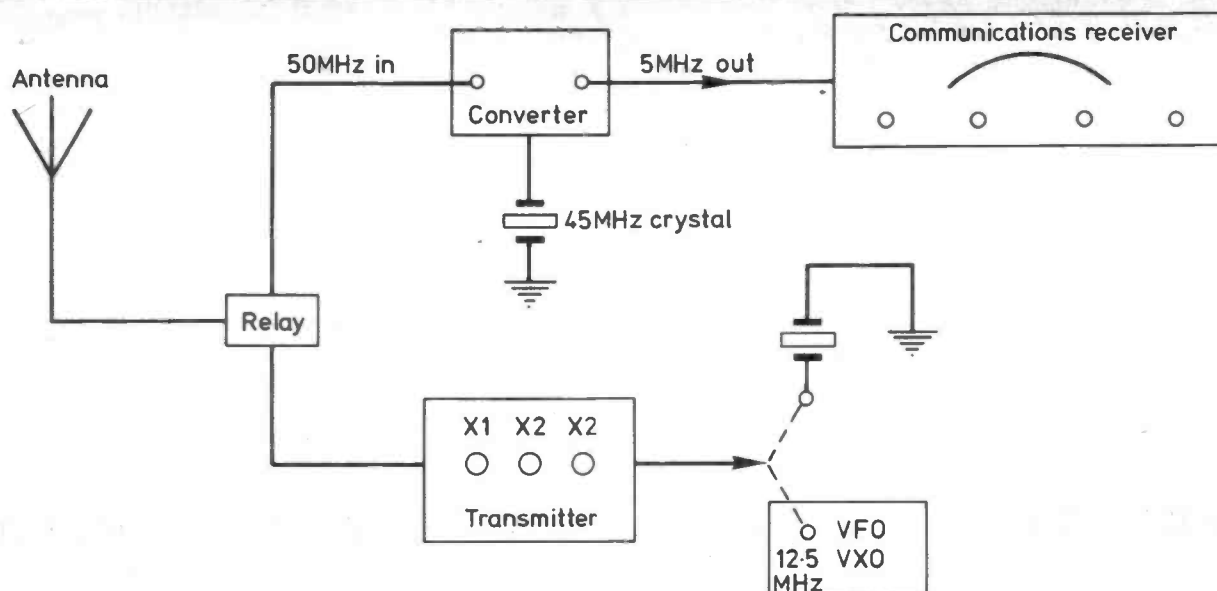 Communications receiver
50MHz in
5MHz out
Antenna
Converter
45MHz crystal
Relay
X1 X2 X2
Transmitter
VFO
12·5 VXO
MHz